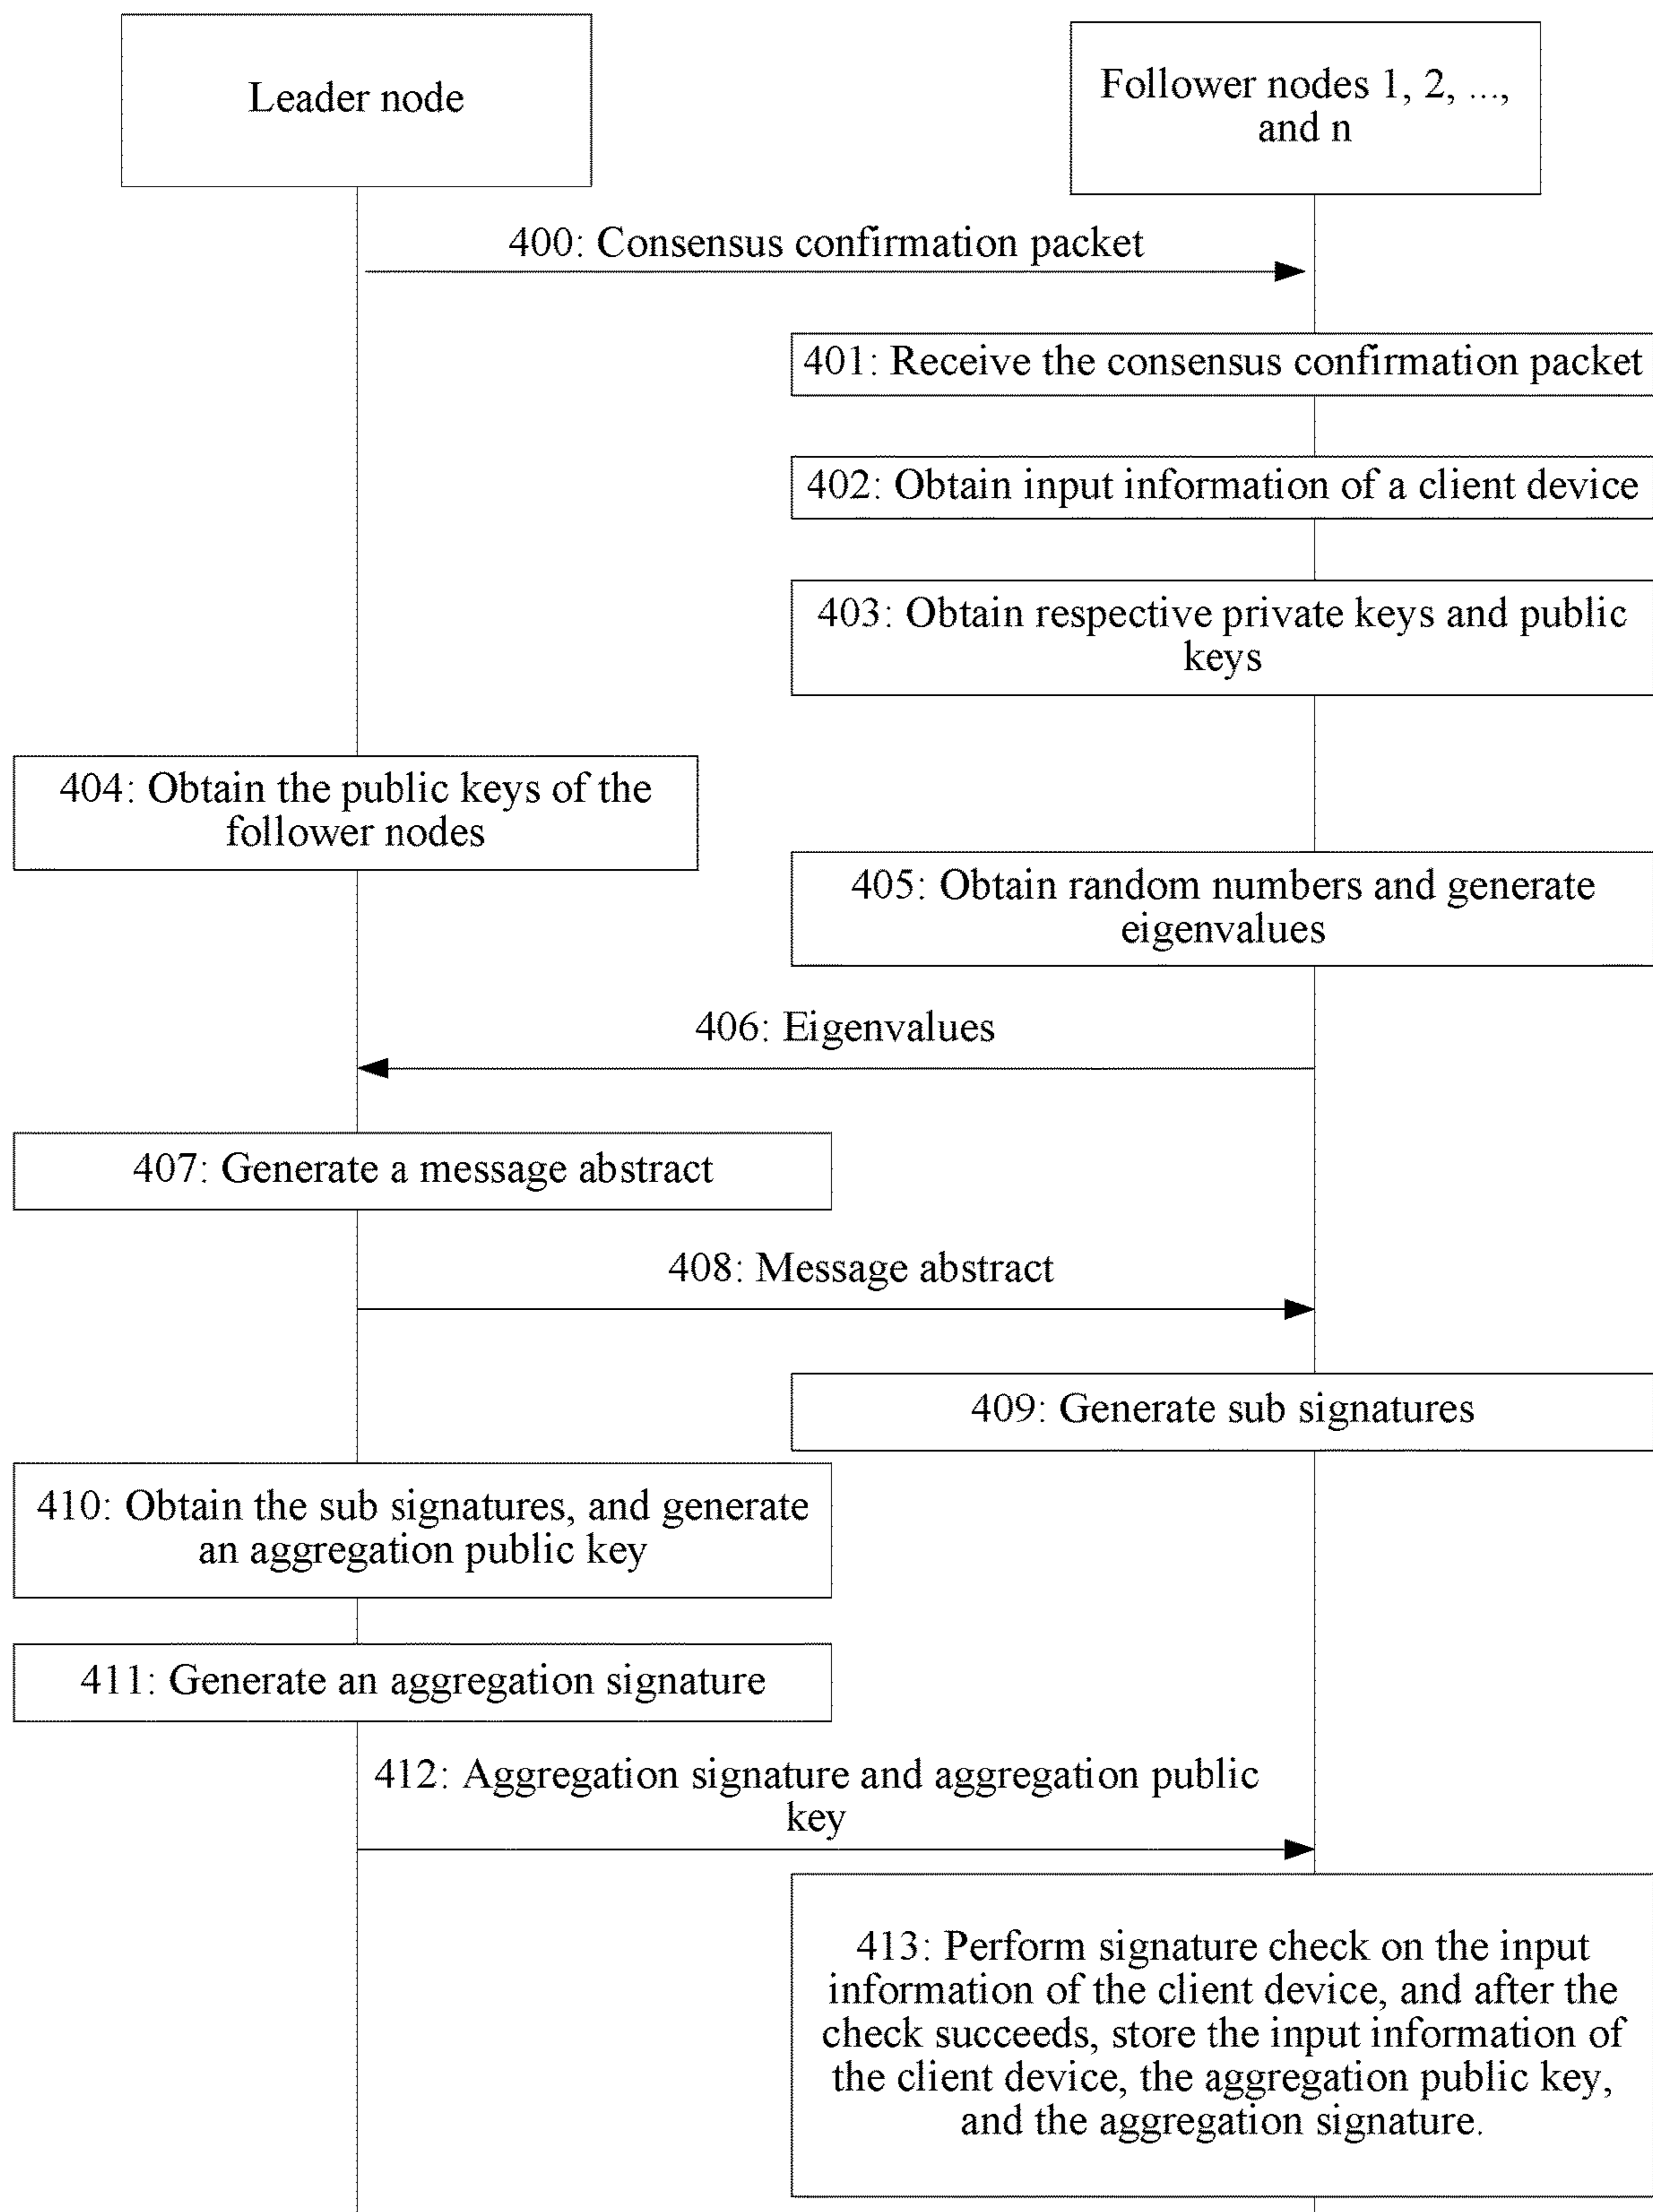 Leader node
Follower nodes 1, 2, ...,
and n
400: Consensus confirmation packet
401: Receive the consensus confirmation packet
402: Obtain input information of a client device
403: Obtain respective private keys and public
keys
404: Obtain the public keys of the
follower nodes
405: Obtain random numbers and generate
eigenvalues
406: Eigenvalues
407: Generate a message abstract
408: Message abstract
409: Generate sub signatures
410: Obtain the sub signatures, and generate
an aggregation public key
411: Generate an aggregation signature
412: Aggregation signature and aggregation public
key
413: Perform signature check on the input
information of the client device, and after the
check succeeds, store the input information of
the client device, the aggregation public key,
and the aggregation signature.